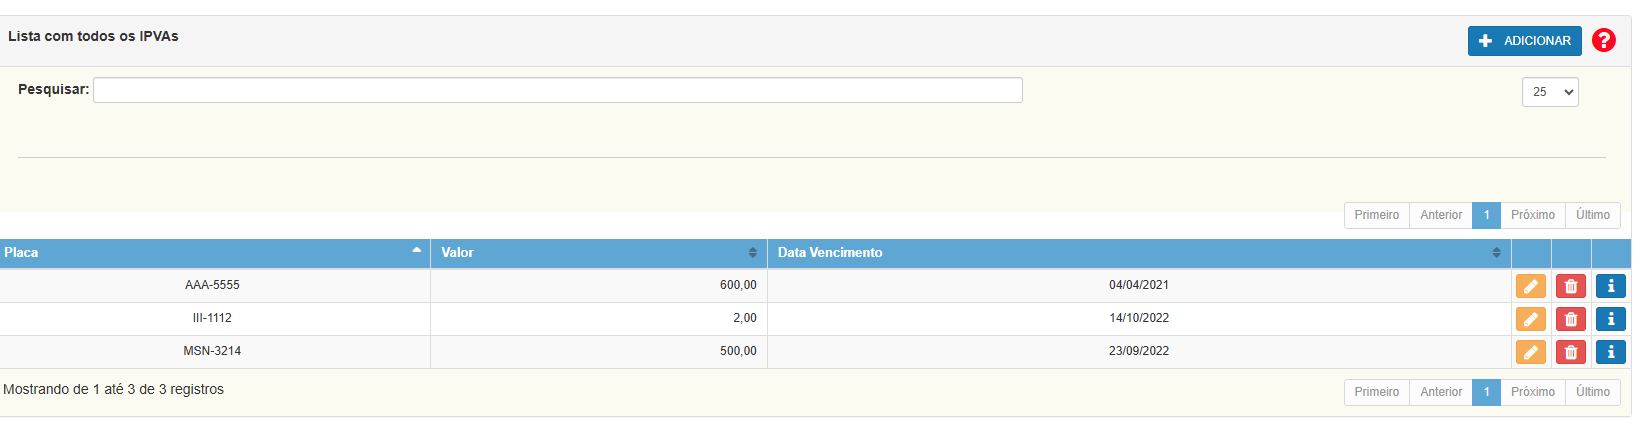 Lista com todos os IPVAs
ADICIONAR
Pesquisar:
25
Primeiro Anterior 1 Próximo Último
Placa Valor Data Vencimento
AAA-5555 600,00 04/04/2021
III-1112 2,00 14/10/2022
MSN-3214 500,00 23/09/2022
Mostrando de 1 até 3 de 3 registros
Primeiro Anterior 1 Próximo Último